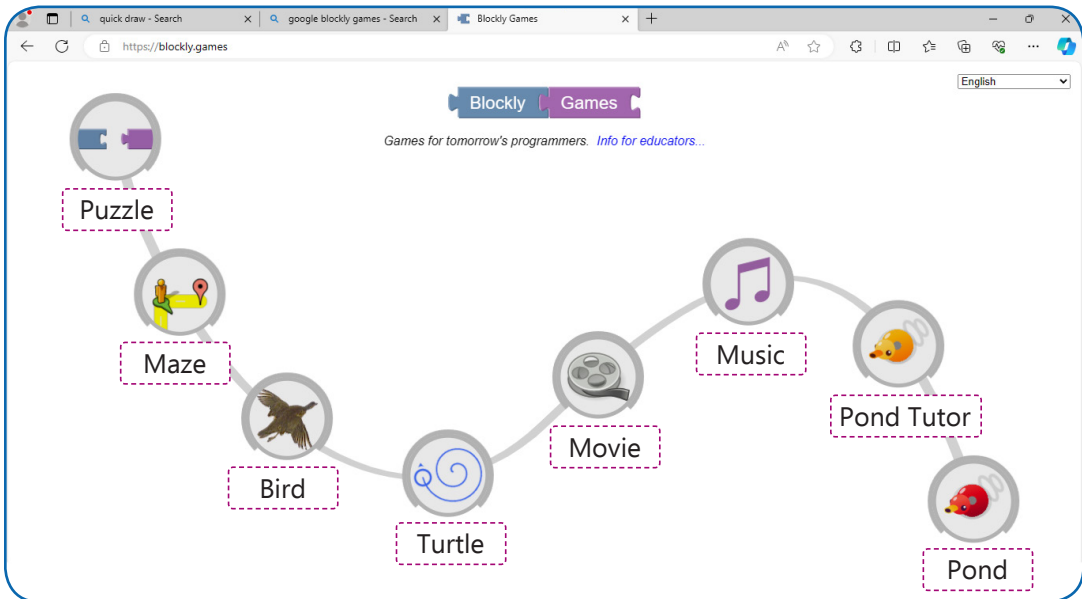 quick draw - Search
google blockly games - Search
Blockly Games
https://blockly.games
English
Blockly Games
Games for tomorrow's programmers. Info for educators...
Puzzle
Maze
Bird
Turtle
Movie
Music
Pond Tutor
Pond